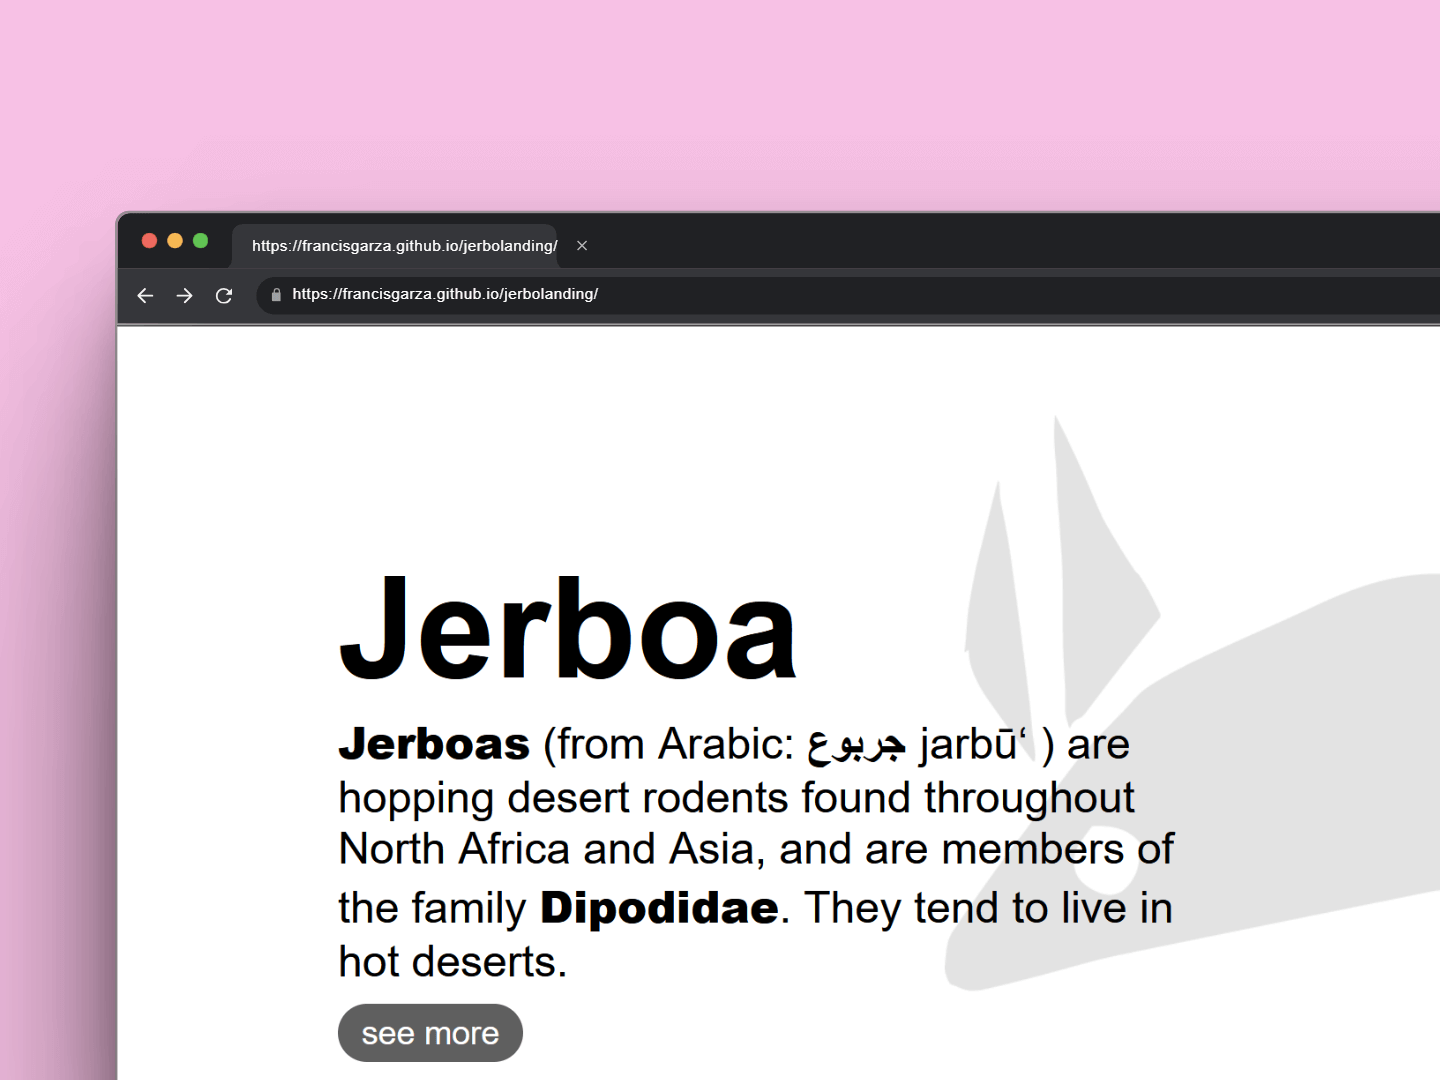 https://francisgarza.github.io/jerbolanding/
https://francisgarza.github.io/jerbolanding/
Jerboa
Jerboas (from Arabic: جربوع jarbū‘ ) are
hopping desert rodents found throughout
North Africa and Asia, and are members of
the family Dipodidae. They tend to live in
hot deserts.
see more